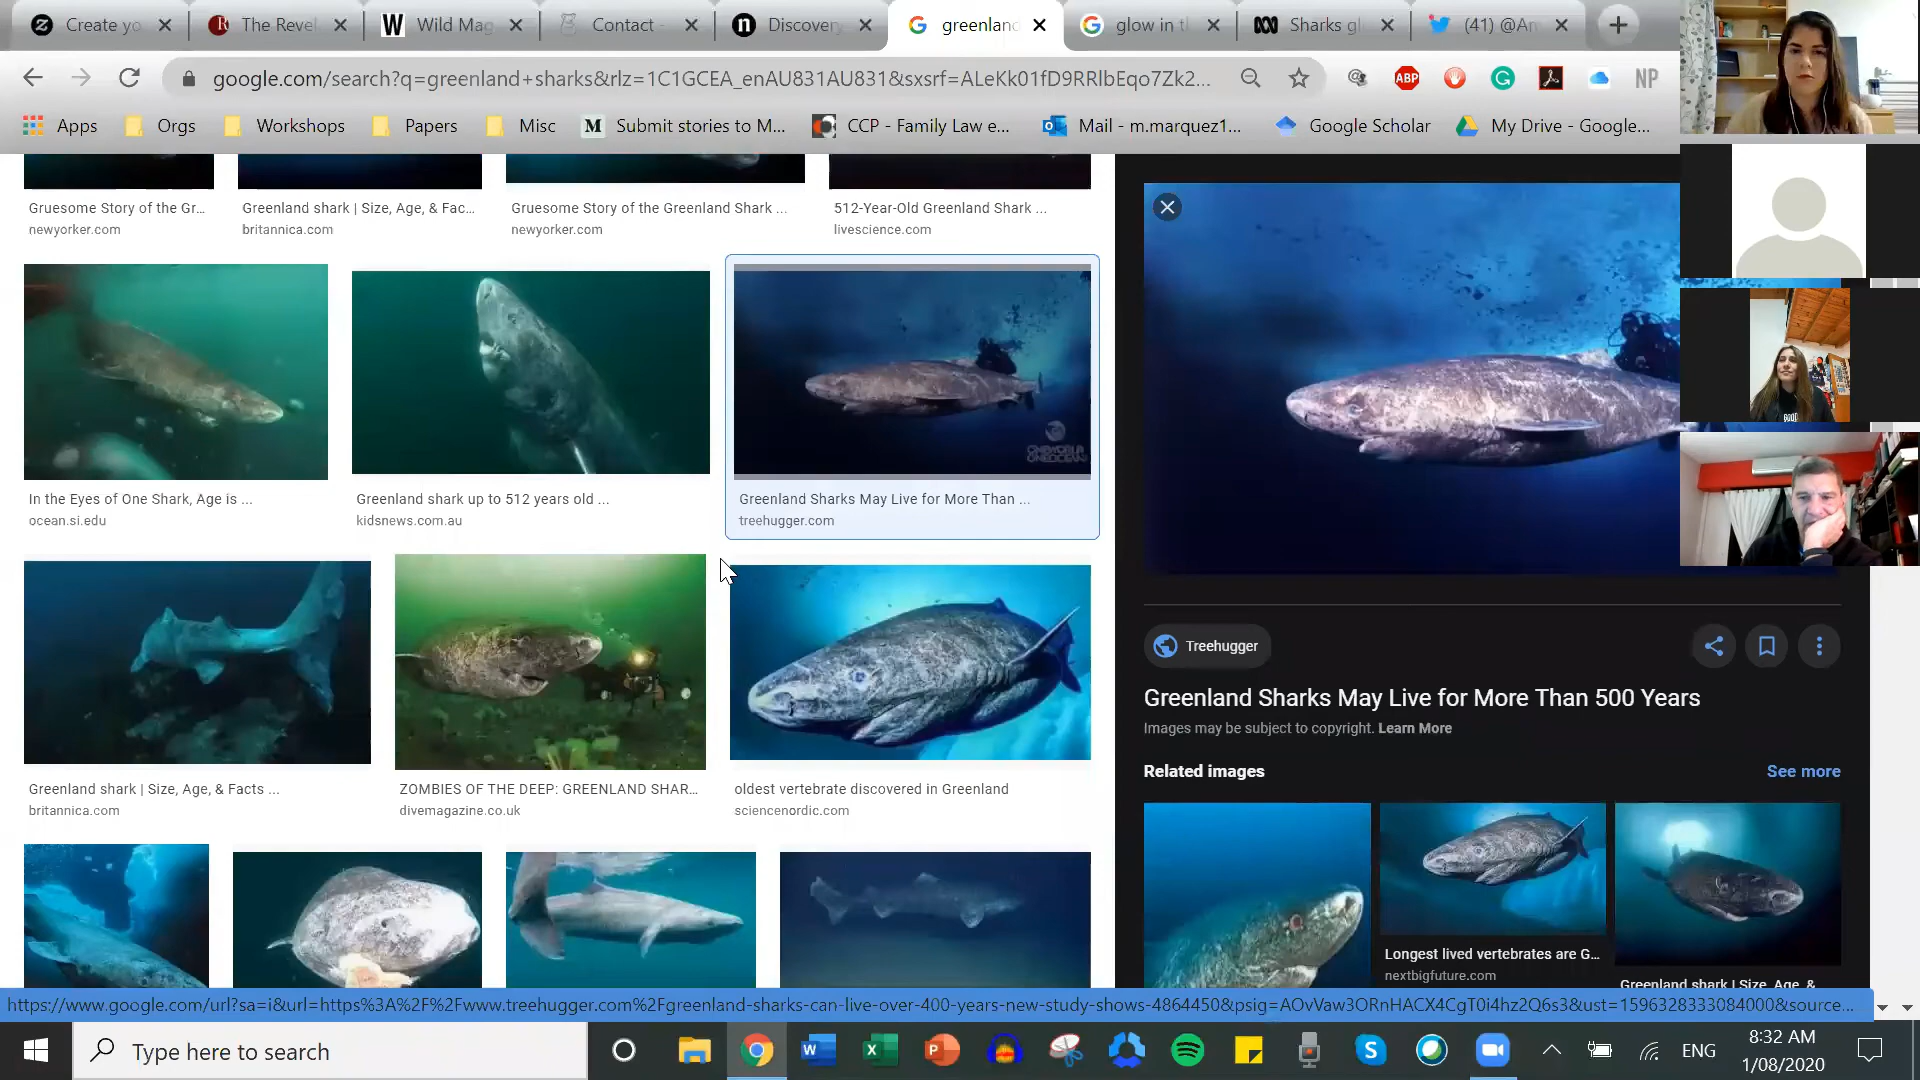 Create yo
The Revel
Wild Mag
Contact
Discovery
greenland
glow in t
Sharks gl
(41) @Am
google.com/search?q=greenland+sharks&rlz=1C1GCEA_enAU831AU831&sxsrf=ALeKk01fD9RRlbEqo7Zk2...
ABP
NP
Apps
Orgs
Workshops
Papers
Misc
Submit stories to M...
CCP - Family Law e...
Mail - m.marquez1...
Google Scholar
My Drive - Google...
Gruesome Story of the Gr...
newyorker.com
Greenland shark | Size, Age, & Fac...
britannica.com
Gruesome Story of the Greenland Shark ...
newyorker.com
512-Year-Old Greenland Shark ...
livescience.com
ONEWORLD
ONEOCEAN
In the Eyes of One Shark, Age is ...
ocean.si.edu
Greenland shark up to 512 years old ...
kidsnews.com.au
Greenland Sharks May Live for More Than ...
treehugger.com
Greenland shark | Size, Age, & Facts ...
britannica.com
ZOMBIES OF THE DEEP: GREENLAND SHAR...
divemagazine.co.uk
oldest vertebrate discovered in Greenland
sciencenordic.com
Treehugger
Greenland Sharks May Live for More Than 500 Years
Images may be subject to copyright. Learn More
Related images
See more
Longest lived vertebrates are G...
nextbigfuture.com
Greenland shark | Size, Age, &
https://www.google.com/url?sa=i&url=https%3A%2F%2Fwww.treehugger.com%2Fgreenland-sharks-can-live-over-400-years-new-study-shows-4864450&psig=AOvVaw3ORnHACX4CgT0i4hz2Q6s3&ust=1596328333084000&source...
Type here to search
ENG
8:32 AM
1/08/2020